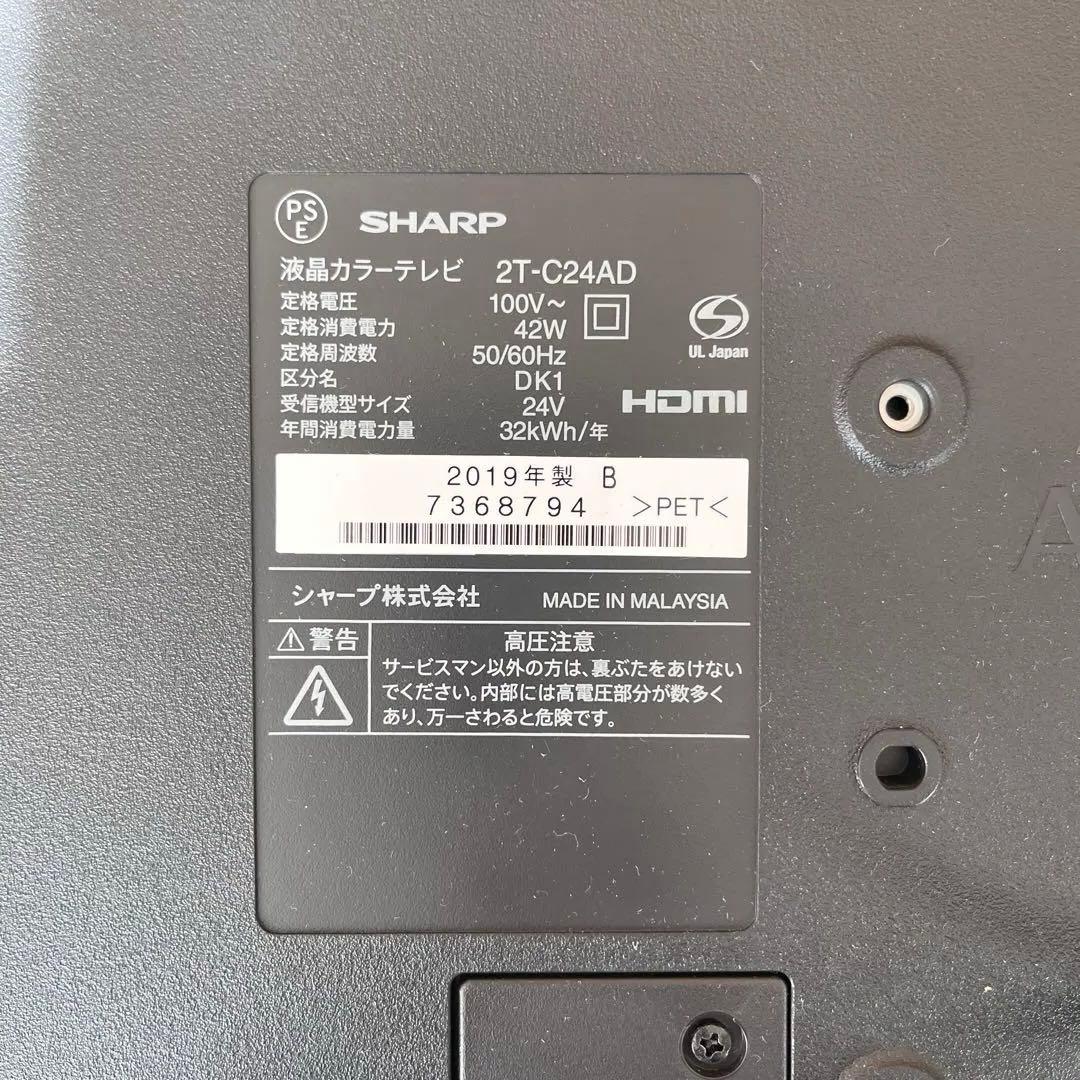 PS
E
SHARP
液晶カラーテレビ 2T-C24AD
定格電圧 100V～
定格消費電力 42W
定格周波数 50/60Hz
区分名 DK1
受信機型サイズ 24V
年間消費電力量 32kWh/年
UL Japan
HDMI
2019年製 B
7368794 >PET<
シャープ株式会社 MADE IN MALAYSIA
⚠警告
高圧注意
サービスマン以外の方は、裏ぶたをあけない
でください。内部には高電圧部分が数多く
あり、万一さわると危険です。